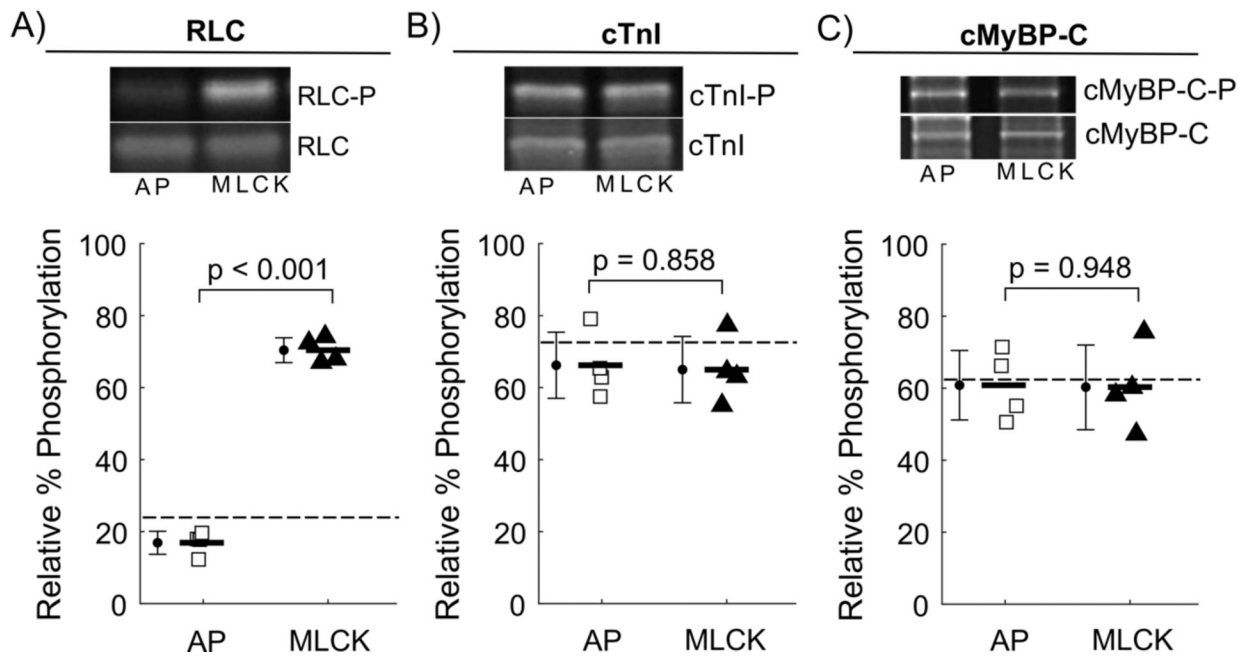 A) RLC
RLC-P
RLC
AP MLCK
p < 0.001
Relative % Phosphorylation
100
80
60
40
20
0
AP MLCK
B) cTnI
cTnI-P
cTnI
AP MLCK
p = 0.858
Relative % Phosphorylation
100
80
60
40
20
0
AP MLCK
C) cMyBP-C
cMyBP-C-P
cMyBP-C
AP MLCK
p = 0.948
Relative % Phosphorylation
100
80
60
40
20
0
AP MLCK